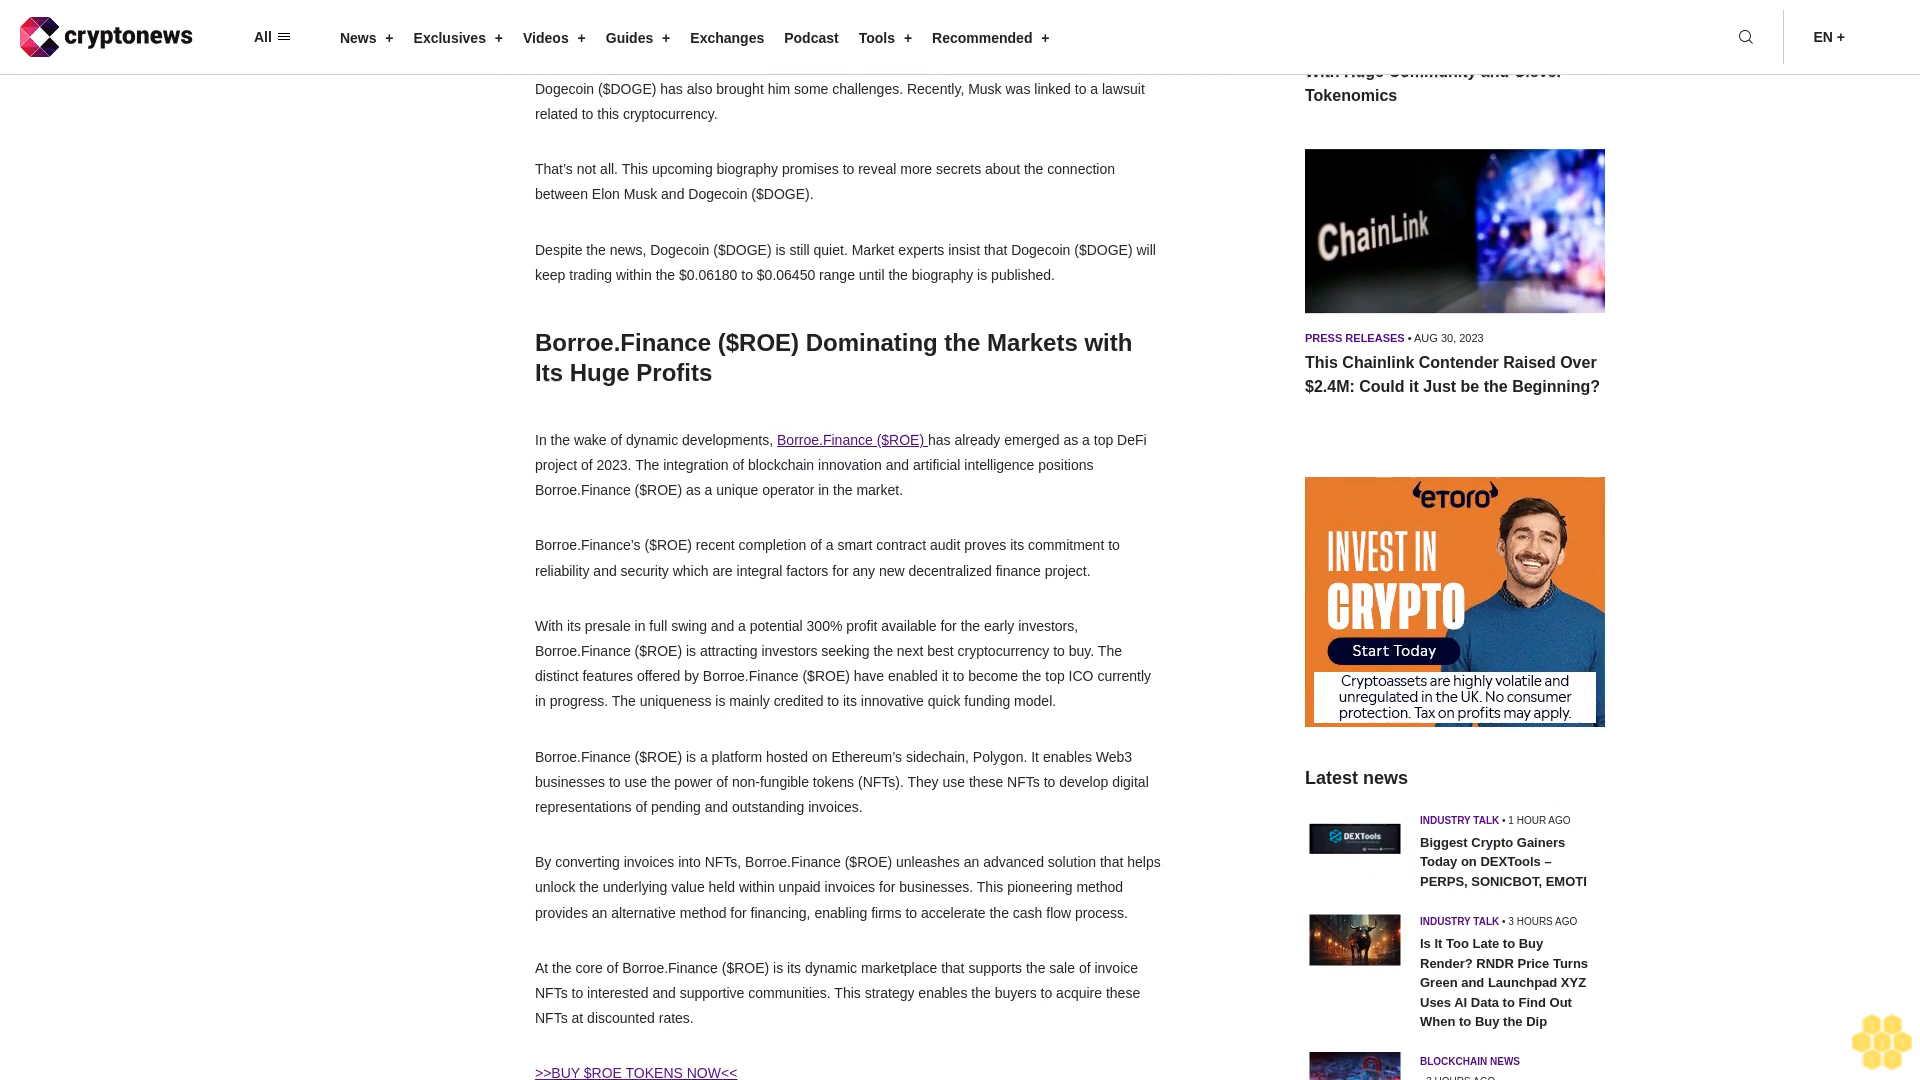 cryptonews
All
News +
Exclusives +
Videos +
Guides +
Exchanges
Podcast
Tools +
Recommended +
EN +
Dogecoin ($DOGE) has also brought him some challenges. Recently, Musk was linked to a lawsuit
related to this cryptocurrency.
That’s not all. This upcoming biography promises to reveal more secrets about the connection
between Elon Musk and Dogecoin ($DOGE).
Despite the news, Dogecoin ($DOGE) is still quiet. Market experts insist that Dogecoin ($DOGE) will
keep trading within the $0.06180 to $0.06450 range until the biography is published.
Borroe.Finance ($ROE) Dominating the Markets with
Its Huge Profits
In the wake of dynamic developments, Borroe.Finance ($ROE) has already emerged as a top DeFi
project of 2023. The integration of blockchain innovation and artificial intelligence positions
Borroe.Finance ($ROE) as a unique operator in the market.
Borroe.Finance’s ($ROE) recent completion of a smart contract audit proves its commitment to
reliability and security which are integral factors for any new decentralized finance project.
With its presale in full swing and a potential 300% profit available for the early investors,
Borroe.Finance ($ROE) is attracting investors seeking the next best cryptocurrency to buy. The
distinct features offered by Borroe.Finance ($ROE) have enabled it to become the top ICO currently
in progress. The uniqueness is mainly credited to its innovative quick funding model.
Borroe.Finance ($ROE) is a platform hosted on Ethereum’s sidechain, Polygon. It enables Web3
businesses to use the power of non-fungible tokens (NFTs). They use these NFTs to develop digital
representations of pending and outstanding invoices.
By converting invoices into NFTs, Borroe.Finance ($ROE) unleashes an advanced solution that helps
unlock the underlying value held within unpaid invoices for businesses. This pioneering method
provides an alternative method for financing, enabling firms to accelerate the cash flow process.
At the core of Borroe.Finance ($ROE) is its dynamic marketplace that supports the sale of invoice
NFTs to interested and supportive communities. This strategy enables the buyers to acquire these
NFTs at discounted rates.
>>BUY $ROE TOKENS NOW<<
With Huge Community and Clever
Tokenomics
ChainLink
PRESS RELEASES • AUG 30, 2023
This Chainlink Contender Raised Over
$2.4M: Could it Just be the Beginning?
eToro
INVEST IN
CRYPTO
Start Today
Cryptoassets are highly volatile and
unregulated in the UK. No consumer
protection. Tax on profits may apply.
Latest news
DEXTools
INDUSTRY TALK • 1 HOUR AGO
Biggest Crypto Gainers
Today on DEXTools –
PERPS, SONICBOT, EMOTI
INDUSTRY TALK • 3 HOURS AGO
Is It Too Late to Buy
Render? RNDR Price Turns
Green and Launchpad XYZ
Uses AI Data to Find Out
When to Buy the Dip
BLOCKCHAIN NEWS
• 3 HOURS AGO